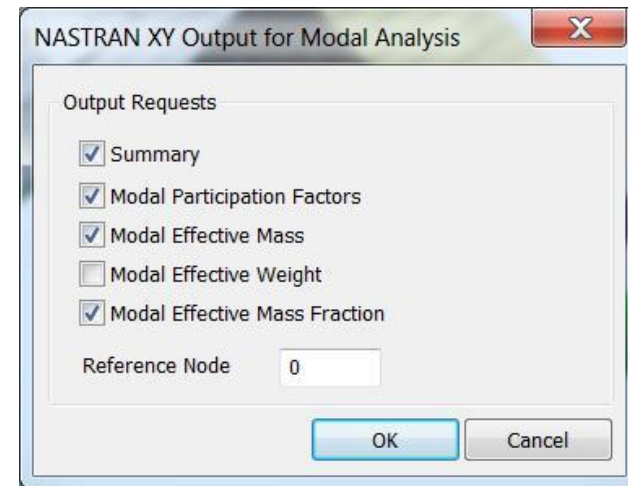 NASTRAN XY Output for Modal Analysis
Output Requests
Summary
Modal Participation Factors
Modal Effective Mass
Modal Effective Weight
Modal Effective Mass Fraction
Reference Node 0
OK Cancel